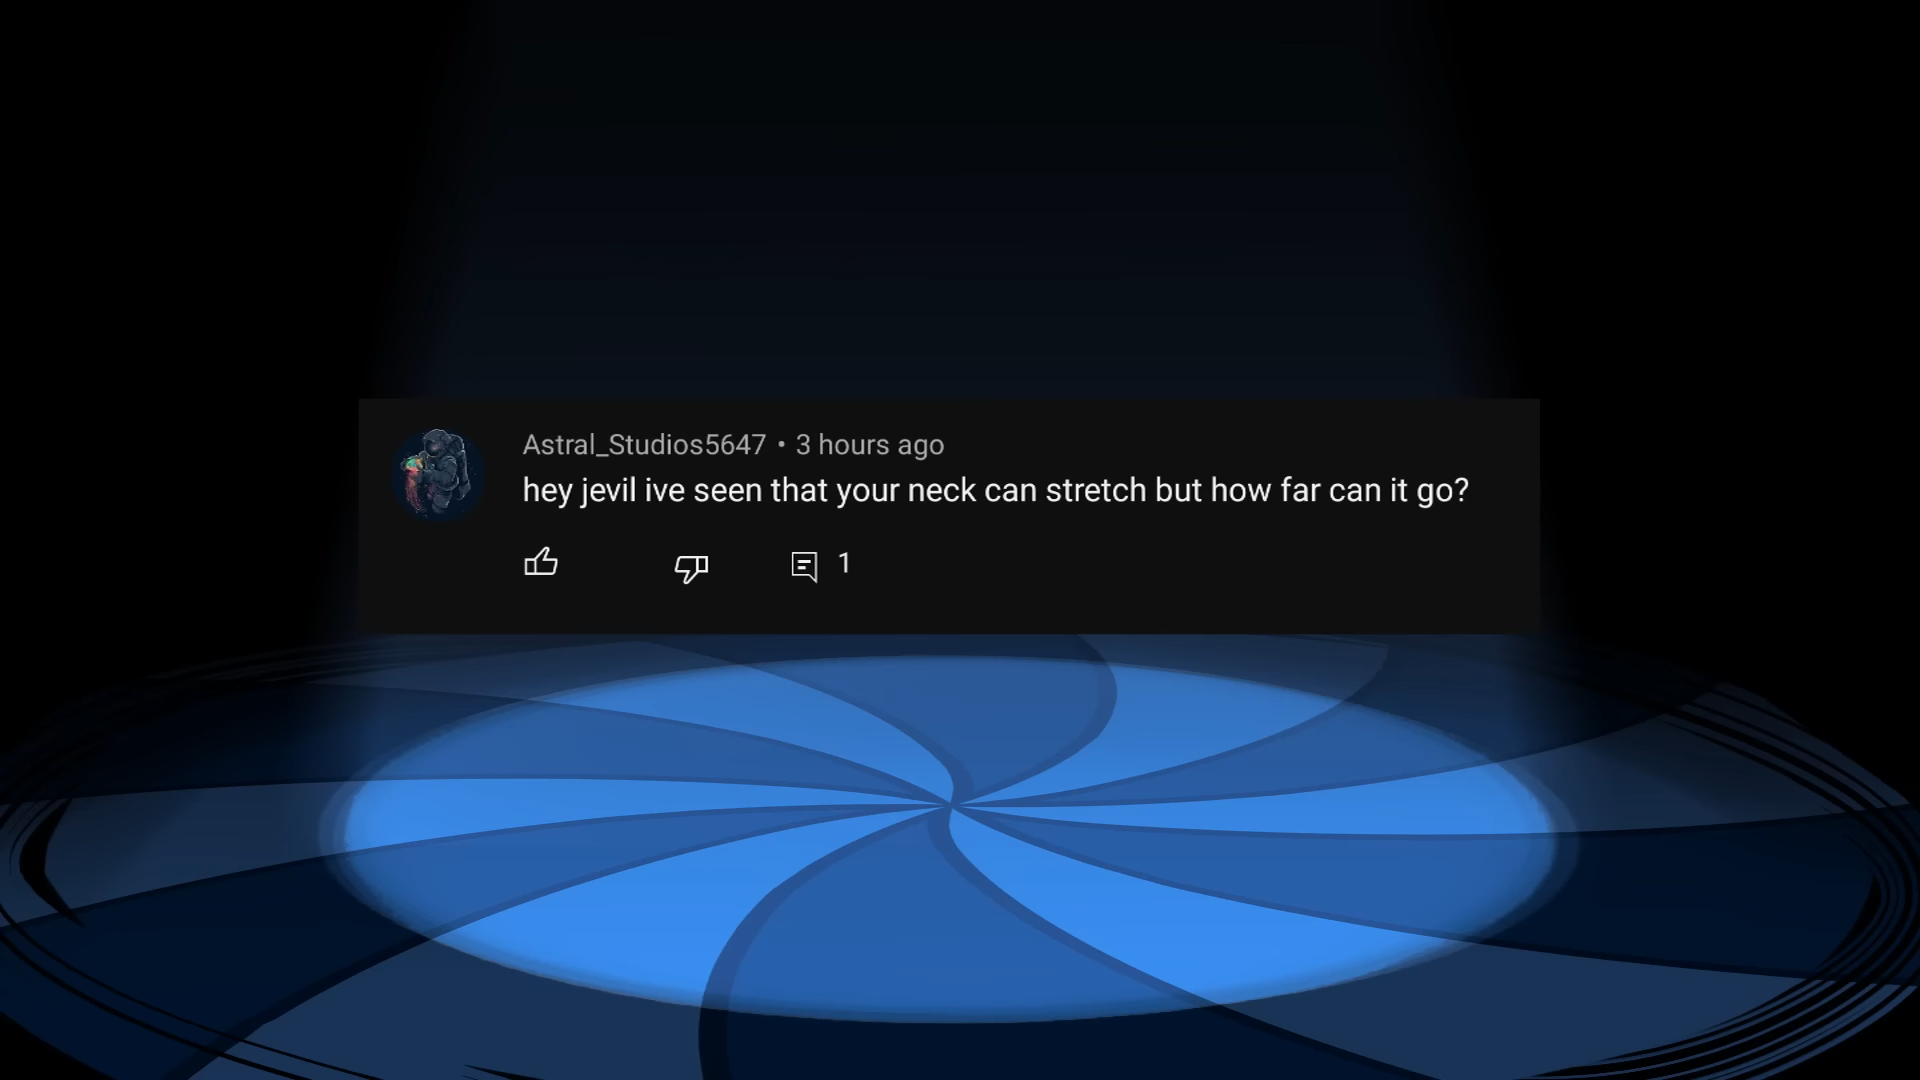 Astral_Studios5647 • 3 hours ago
hey jevil ive seen that your neck can stretch but how far can it go?
1